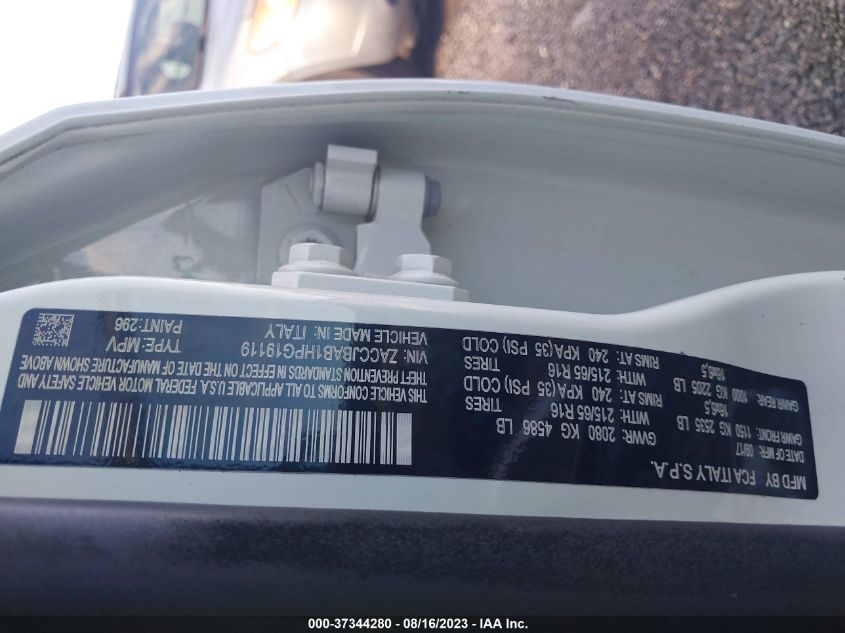 MFD BY FCA ITALY S.P.A.
DATE OF MFR: 09/17 GVWR: 2080 KG 4586 LB
GAWR FRONT: 1150 KG 2535 LB WITH: 215/65 R16 TIRES
16x6.5 RIMS AT: 240 KPA(35 PSI) COLD
GAWR REAR: 1000 KG 2205 LB WITH: 215/65 R16 TIRES
16x6.5 RIMS AT: 240 KPA(35 PSI) COLD
THIS VEHICLE CONFORMS TO ALL APPLICABLE U.S.A. FEDERAL MOTOR VEHICLE SAFETY AND
THEFT PREVENTION STANDARDS IN EFFECT ON THE DATE OF MANUFACTURE SHOWN ABOVE
VIN: ZACCJBAB1HPG19119 TYPE: MPV
VEHICLE MADE IN: ITALY PAINT: 296
000-37344280 - 08/16/2023 - IAA Inc.